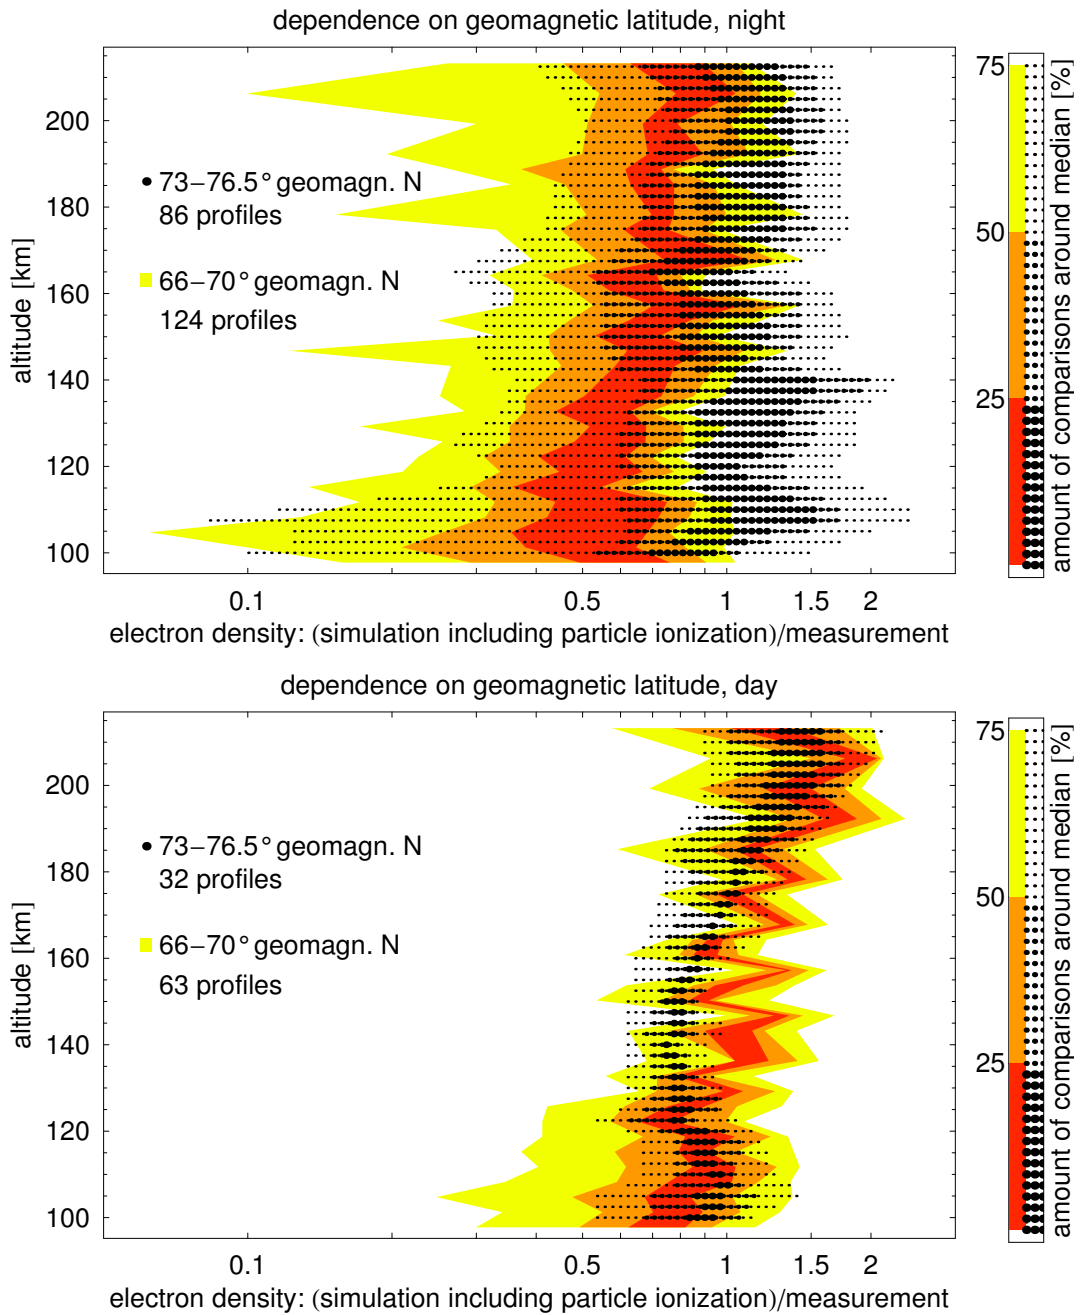 dependence on geomagnetic latitude, night
75
50
25
amount of comparisons around median [%]
altitude [km]
200
180
160
140
120
100
73–76.5° geomagn. N
86 profiles
66–70° geomagn. N
124 profiles
0.1 0.5 1 1.5 2
electron density: (simulation including particle ionization)/measurement
dependence on geomagnetic latitude, day
75
50
25
amount of comparisons around median [%]
altitude [km]
200
180
160
140
120
100
73–76.5° geomagn. N
32 profiles
66–70° geomagn. N
63 profiles
0.1 0.5 1 1.5 2
electron density: (simulation including particle ionization)/measurement